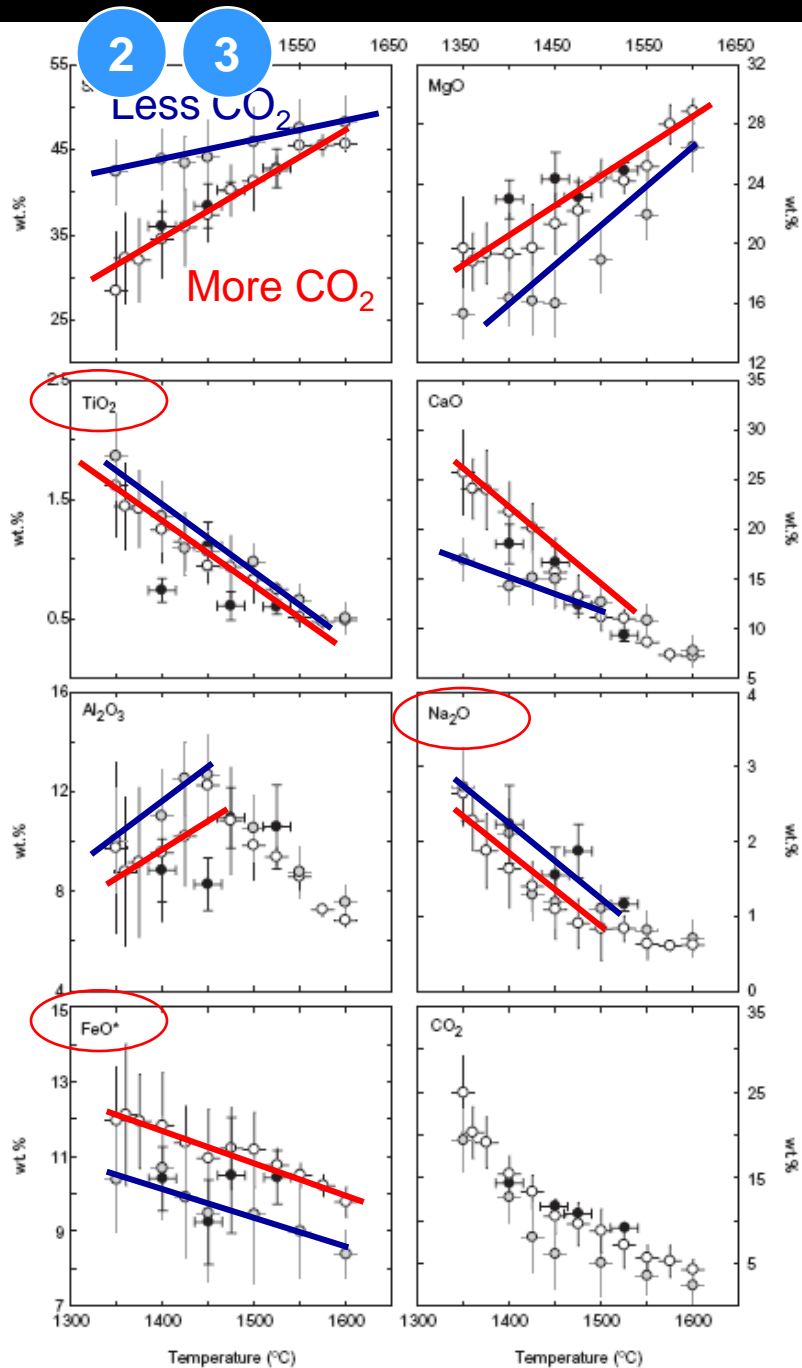 2 3
1550 1650 1350 1450 1550 1650
55 32
Less CO₂ MgO
45 28
wt.% 24 wt.%
35 20
More CO₂
25 16
12
2.5 35
TiO₂ CaO
30
25
1.5 20
wt.% wt.%
15
0.5 10
5
16 4
Al₂O₃ Na₂O
12 3
wt.% 2 wt.%
8 1
4 0
15 35
FeO* CO₂
13 25
wt.% 11 15 wt.%
9 5
7
1300 1400 1500 1600 1300 1400 1500 1600
Temperature (°C) Temperature (°C)